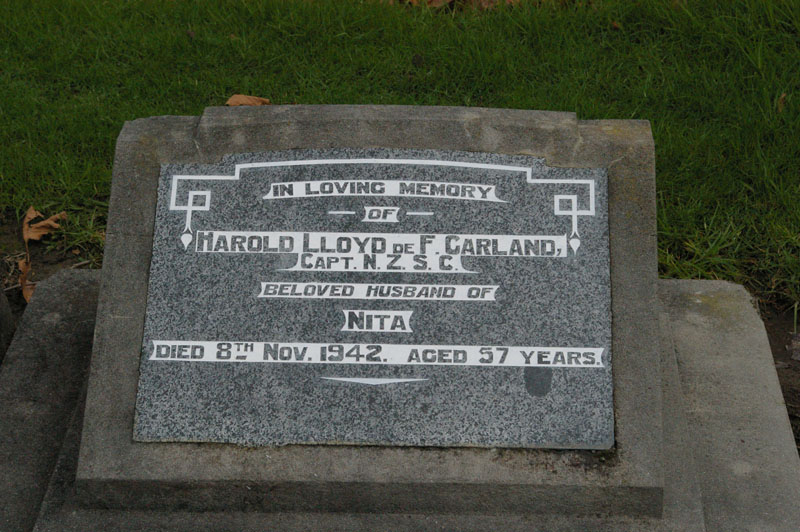 IN LOVING MEMORY
OF
HAROLD LLOYD DE F. GARLAND,
CAPT. N.Z.S.C.
BELOVED HUSBAND OF
NITA
DIED 8TH NOV. 1942. AGED 57 YEARS.